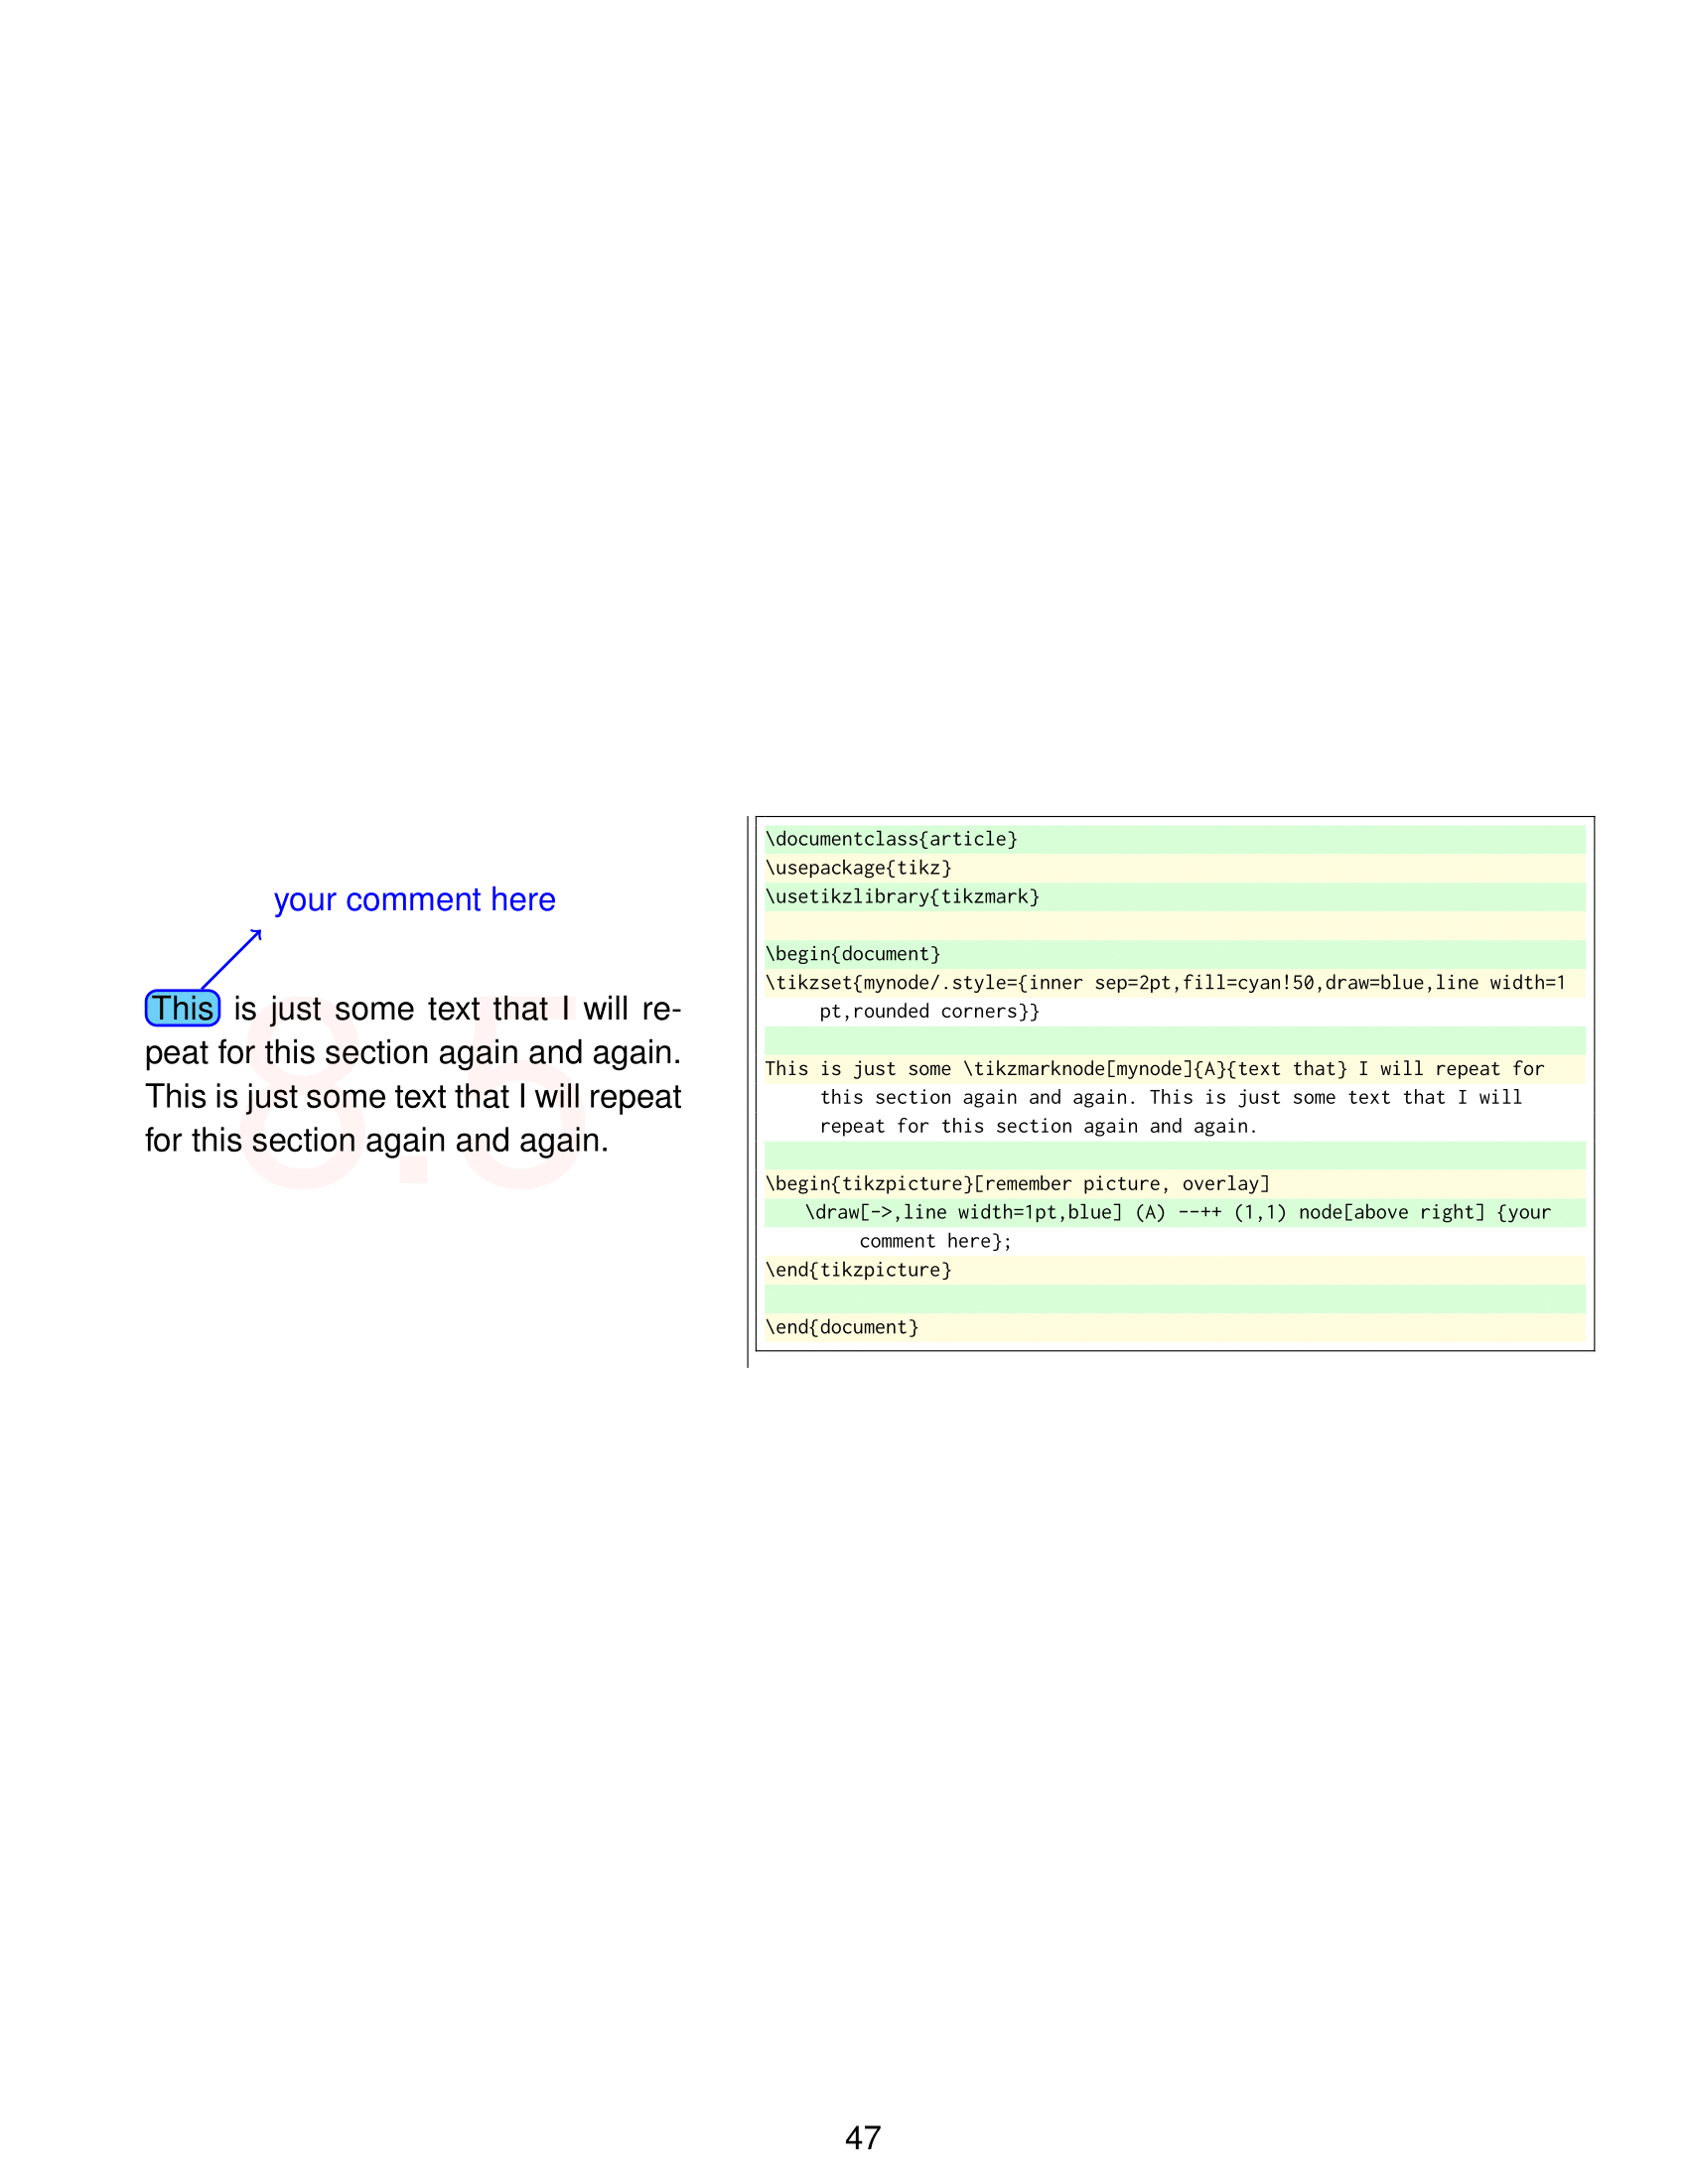 your comment here
This is just some text that I will re-
peat for this section again and again.
This is just some text that I will repeat
for this section again and again.
8.5
\documentclass{article}
\usepackage{tikz}
\usetikzlibrary{tikzmark}
\begin{document}
\tikzset{mynode/.style={inner sep=2pt,fill=cyan!50,draw=blue,line width=1
pt,rounded corners}}
This is just some \tikzmarknode[mynode]{A}{text that} I will repeat for
this section again and again. This is just some text that I will
repeat for this section again and again.
\begin{tikzpicture}[remember picture, overlay]
\draw[->,line width=1pt,blue] (A) --++ (1,1) node[above right] {your
comment here};
\end{tikzpicture}
\end{document}
47